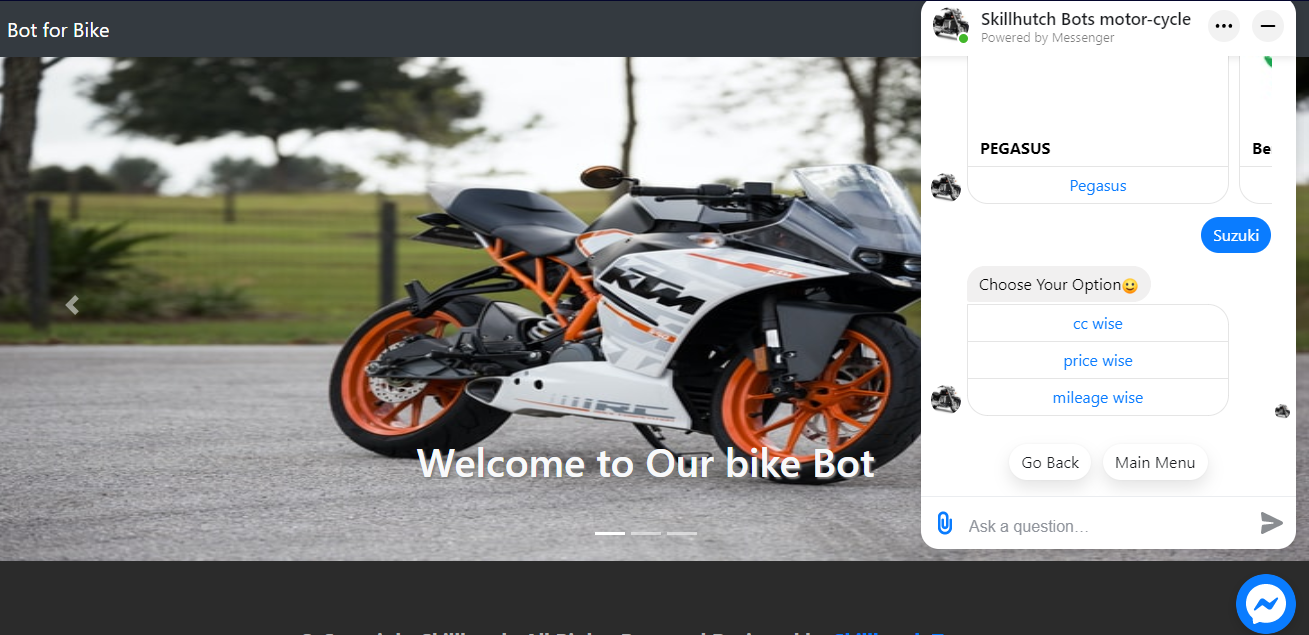 Bot for Bike
KTM
RC
Welcome to Our bike Bot
Skillhutch Bots motor-cycle
Powered by Messenger
PEGASUS
Be
Pegasus
Suzuki
Choose Your Option😃
cc wise
price wise
mileage wise
Go Back
Main Menu
Ask a question...